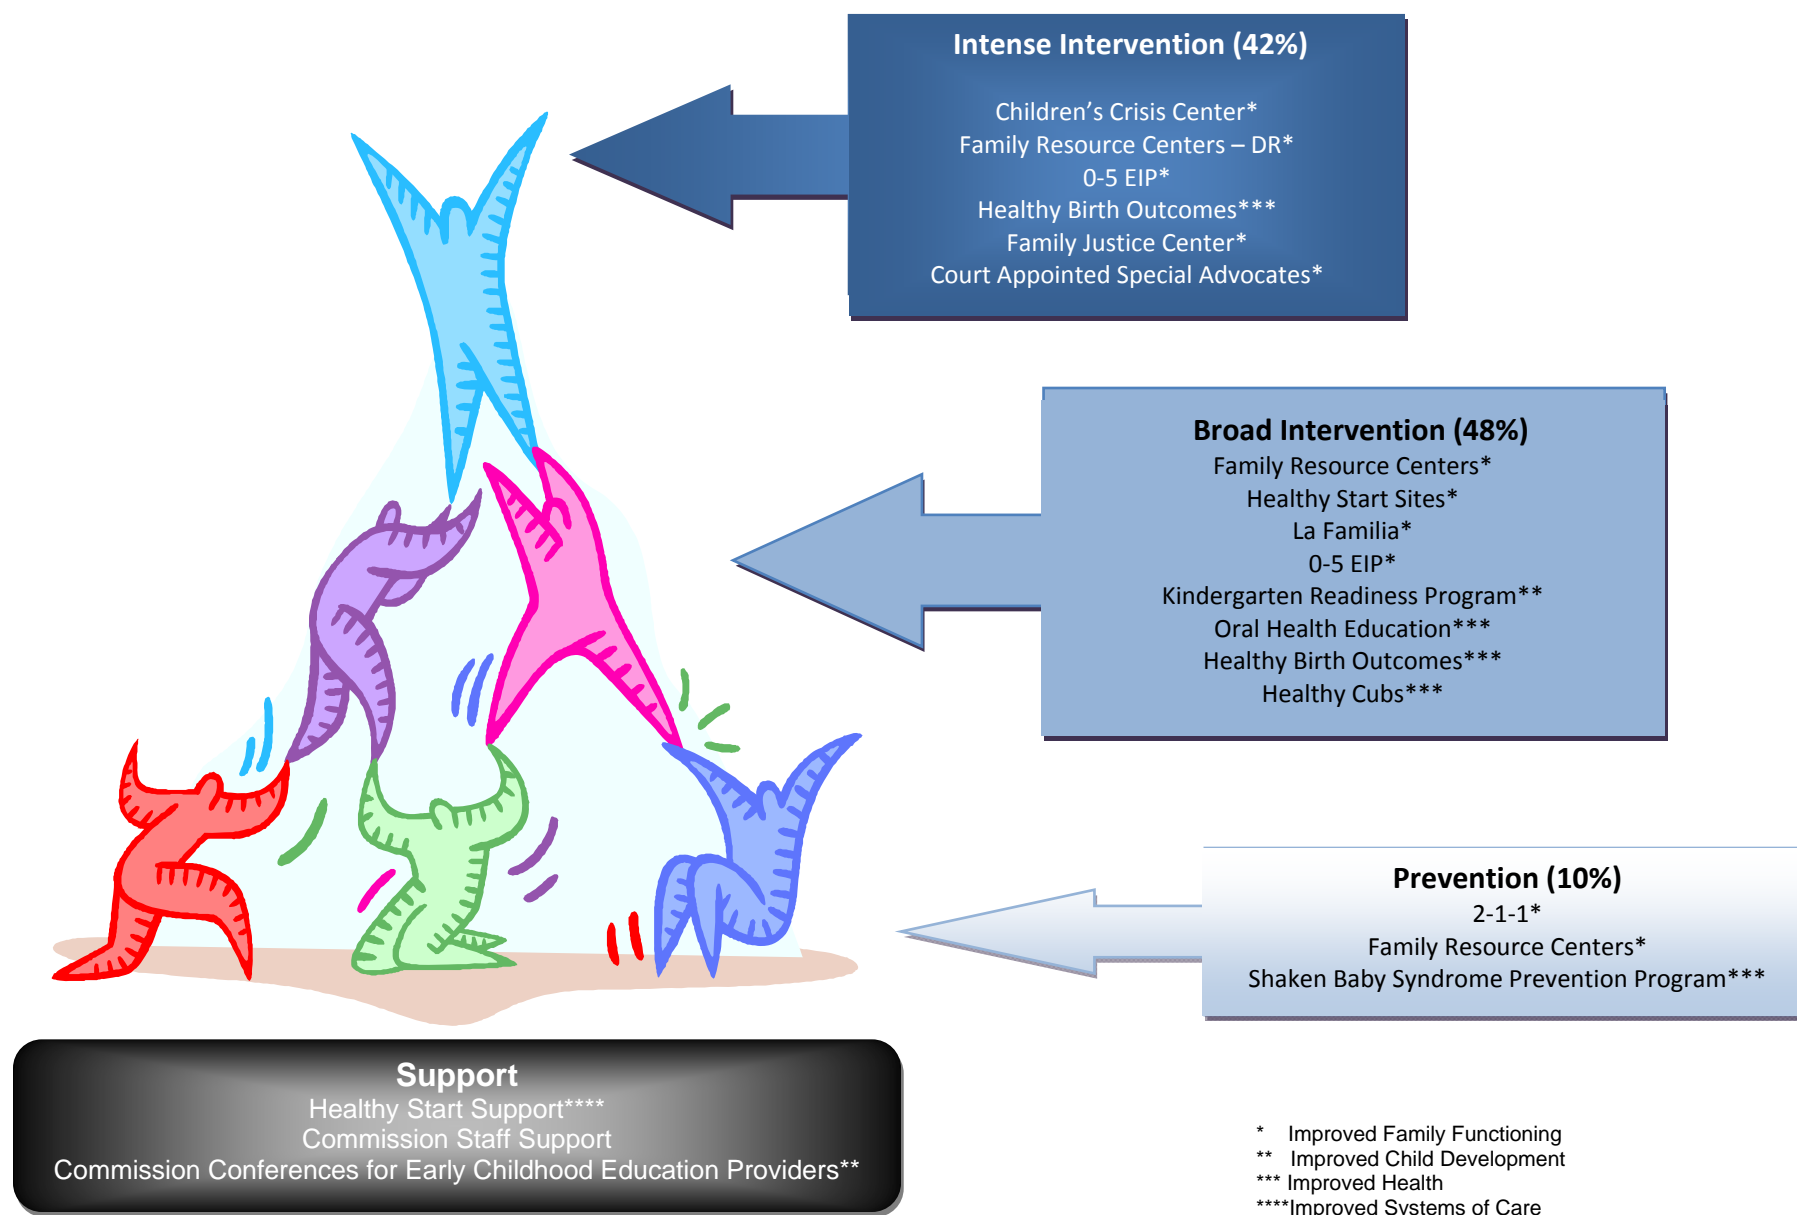 Intense Intervention (42%)
Children’s Crisis Center*
Family Resource Centers – DR*
0-5 EIP*
Healthy Birth Outcomes***
Family Justice Center*
Court Appointed Special Advocates*
Broad Intervention (48%)
Family Resource Centers*
Healthy Start Sites*
La Familia*
0-5 EIP*
Kindergarten Readiness Program**
Oral Health Education***
Healthy Birth Outcomes***
Healthy Cubs***
Prevention (10%)
2-1-1*
Family Resource Centers*
Shaken Baby Syndrome Prevention Program***
Support
Healthy Start Support****
Commission Staff Support
Commission Conferences for Early Childhood Education Providers**
* Improved Family Functioning
** Improved Child Development
*** Improved Health
****Improved Systems of Care